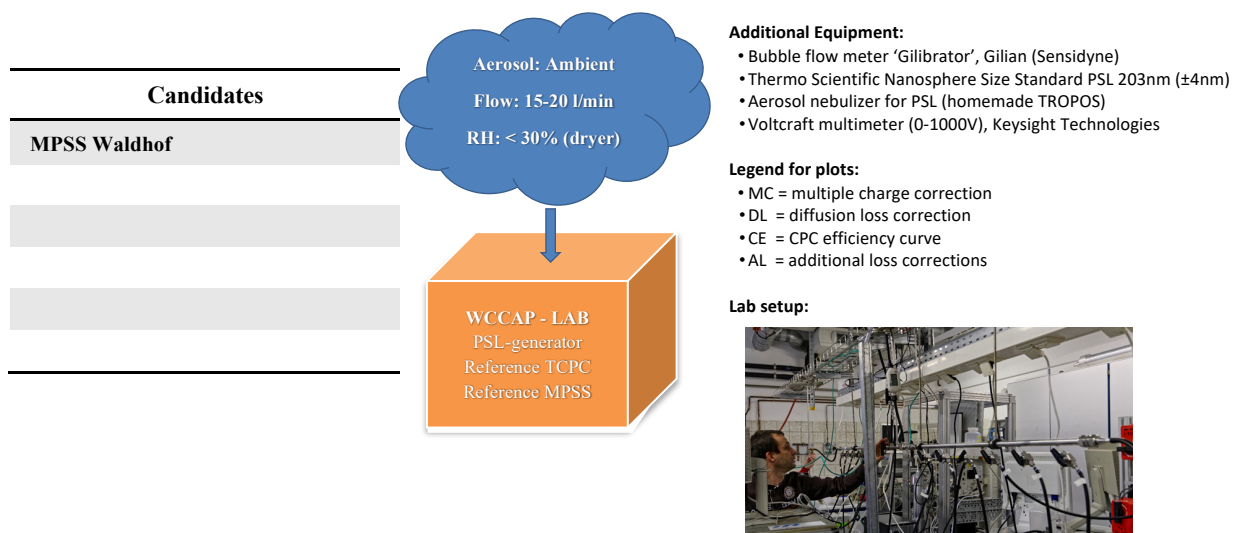 Candidates
MPSS Waldhof
Aerosol: Ambient
Flow: 15-20 l/min
RH: < 30% (dryer)
WCCAP - LAB
PSL-generator
Reference TCPC
Reference MPSS
Additional Equipment:
• Bubble flow meter ‘Gilibrator’, Gilian (Sensidyne)
• Thermo Scientific Nanosphere Size Standard PSL 203nm (±4nm)
• Aerosol nebulizer for PSL (homemade TROPOS)
• Voltcraft multimeter (0-1000V), Keysight Technologies
Legend for plots:
• MC = multiple charge correction
• DL = diffusion loss correction
• CE = CPC efficiency curve
• AL = additional loss corrections
Lab setup: